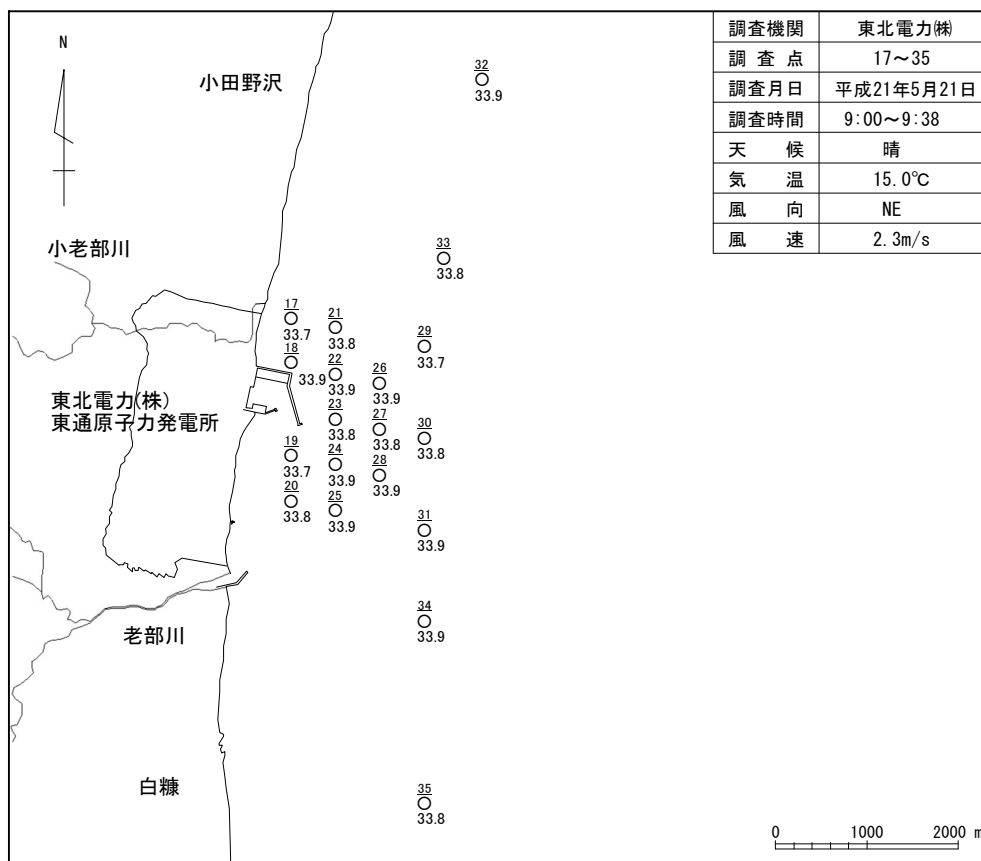 N
小田野沢
32
33.9
調査機関 東北電力㈱
調査点 17～35
調査月日 平成21年5月21日
調査時間 9:00～9:38
天候 晴
気温 15.0℃
風向 NE
風速 2.3m/s
小老部川
33
33.8
17
33.7
21
33.8
29
33.7
18
33.9
22
33.9
26
33.9
東北電力(株)
東通原子力発電所
23
33.8
27
33.8
30
33.8
19
33.7
24
33.9
28
33.9
20
33.8
25
33.9
31
33.9
34
33.9
老部川
白糠
35
33.8
0 1000 2000 m